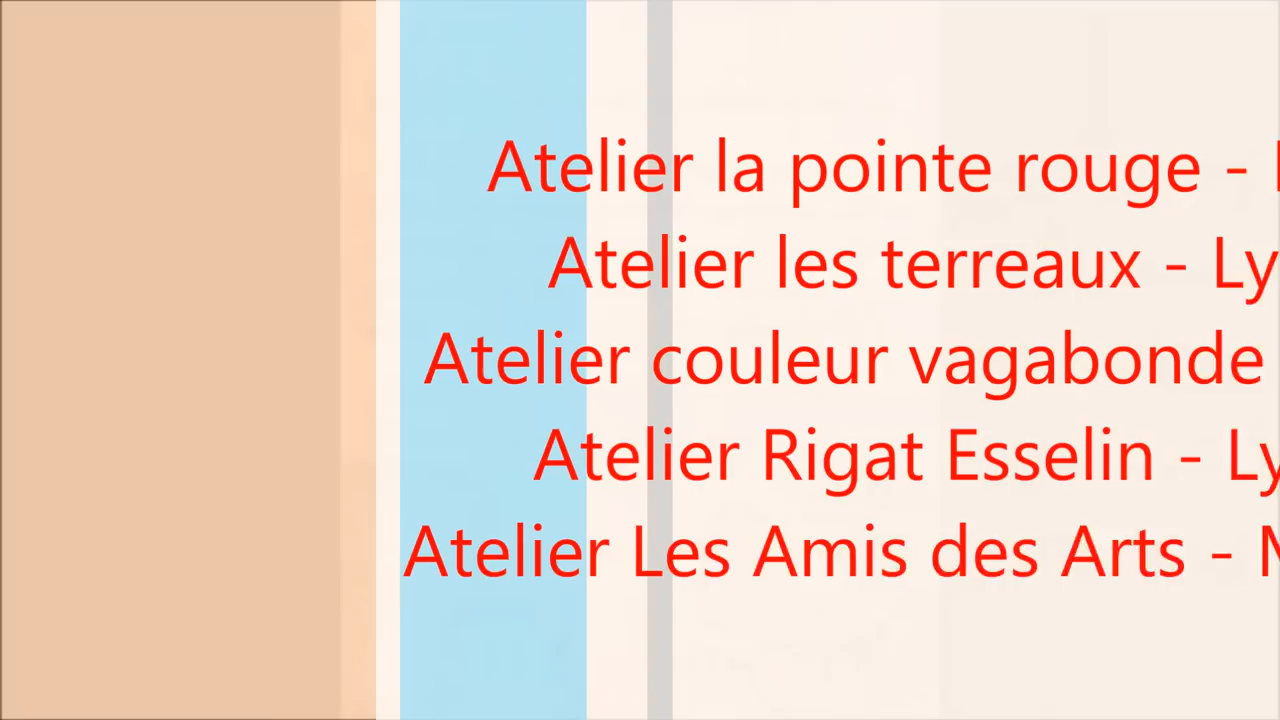 Atelier la pointe rouge -
Atelier les terreaux - Ly
Atelier couleur vagabonde
Atelier Rigat Esselin - Ly
Atelier Les Amis des Arts - M